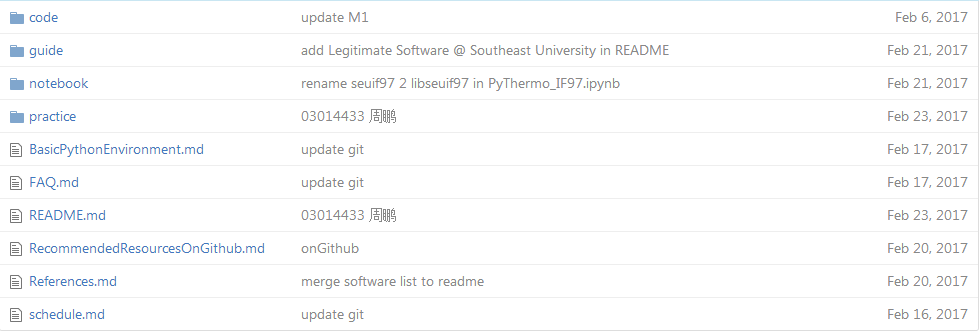 code update M1 Feb 6, 2017
guide add Legitimate Software @ Southeast University in README Feb 21, 2017
notebook rename seuif97 2 libseuif97 in PyThermo_IF97.ipynb Feb 21, 2017
practice 03014433 周鹏 Feb 23, 2017
BasicPythonEnvironment.md update git Feb 17, 2017
FAQ.md update git Feb 17, 2017
README.md 03014433 周鹏 Feb 23, 2017
RecommendedResourcesOnGithub.md onGithub Feb 20, 2017
References.md merge software list to readme Feb 20, 2017
schedule.md update git Feb 16, 2017